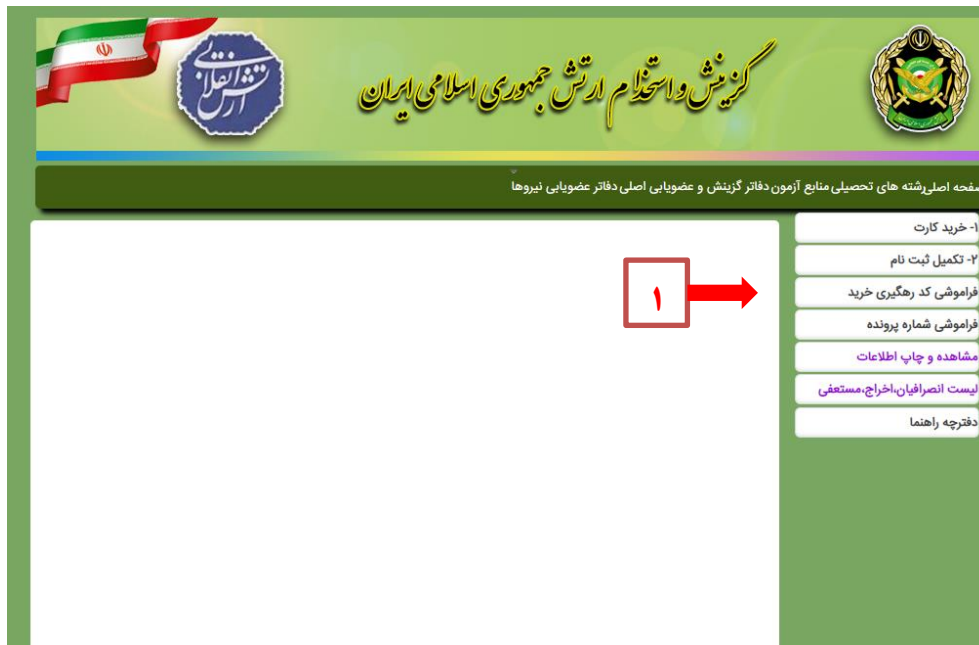 گزینش و استخدام ارتش جمهوری اسلامی ایران
ارتش انقلابی
صفحه اصلی رشته های تحصیلی منابع آزمون دفاتر گزینش و عضویابی اصلی دفاتر عضویابی نیروها
۱- خرید کارت
۲- تکمیل ثبت نام
فراموشی کد رهگیری خرید
۱
فراموشی شماره پرونده
مشاهده و چاپ اطلاعات
لیست انصرافیان،اخراج،مستعفی
دفترچه راهنما